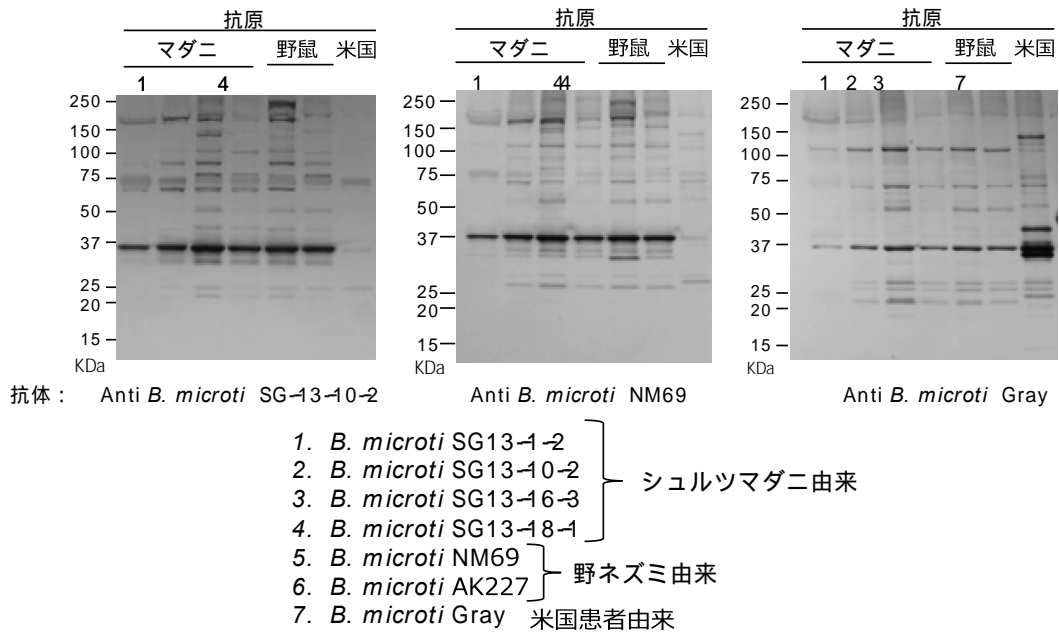 抗原 抗原 抗原
マダニ 野鼠 米国 マダニ 野鼠 米国 マダニ 野鼠 米国
1 4 1 44 1 2 3 7
250 250 250
150 150 150
100 100 100
75 75 75
50 50 50
37 37 37
25 25 25
20 20 20
15 15 15
KDa KDa KDa
抗体： Anti B. microti SG-13-10-2 Anti B. microti NM69 Anti B. microti Gray
1. B. microti SG13-1-2
2. B. microti SG13-10-2
シュルツマダニ由来
3. B. microti SG13-16-3
4. B. microti SG13-18-1
5. B. microti NM69
野ネズミ由来
6. B. microti AK227
7. B. microti Gray 米国患者由来